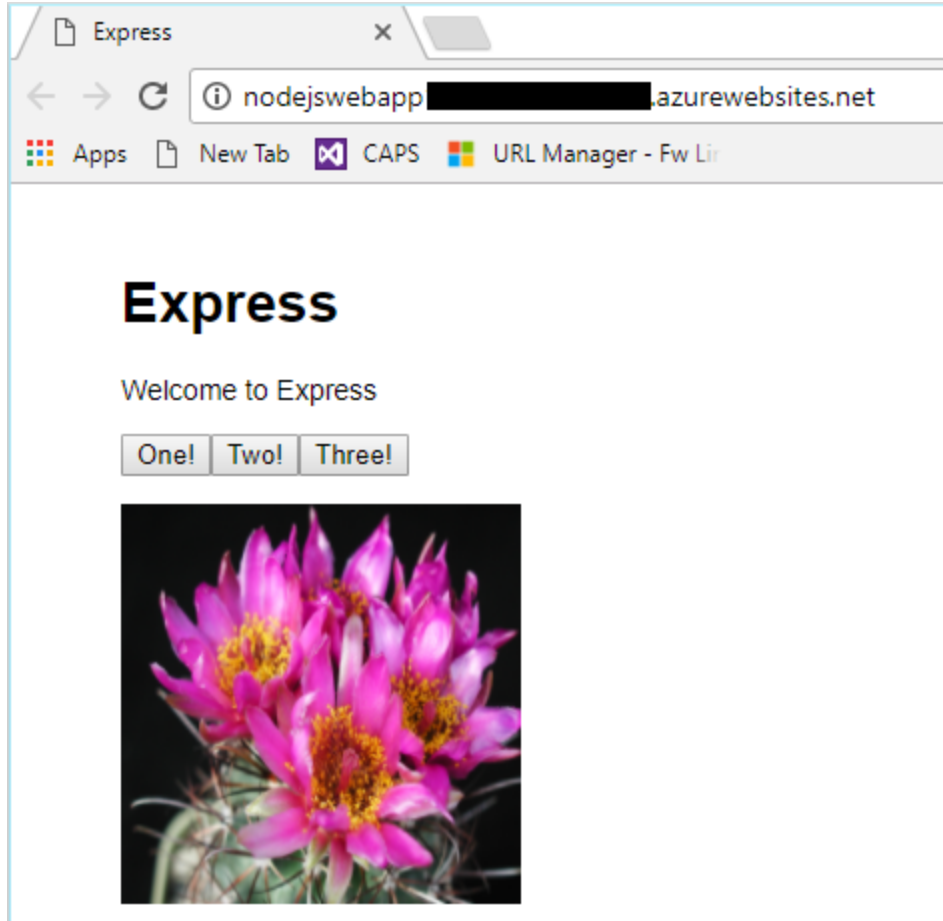 Express
nodejswebapp .azurewebsites.net
Apps New Tab CAPS URL Manager - Fw
Express
Welcome to Express
One! Two! Three!